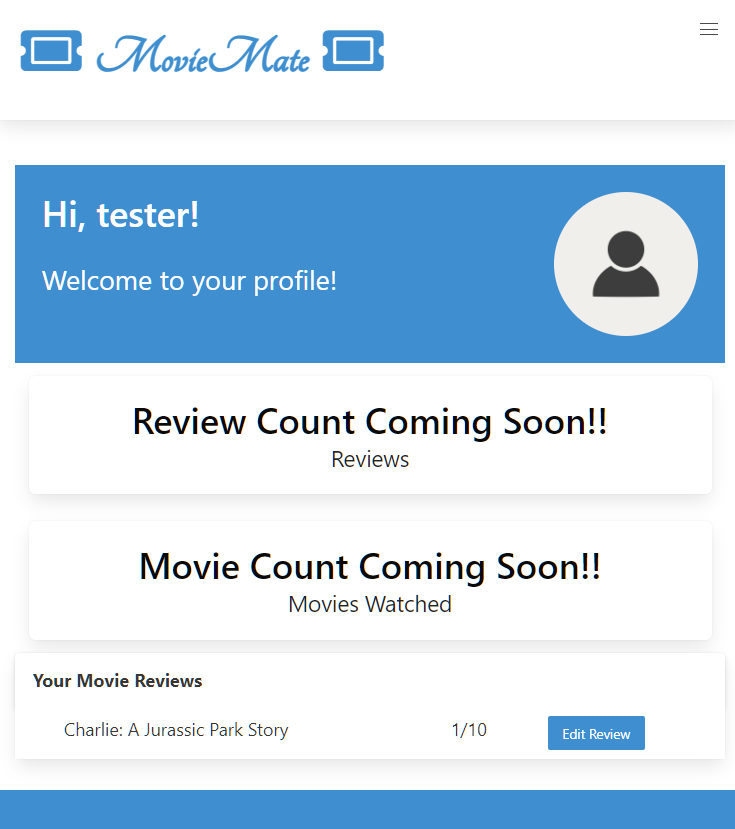 MovieMate
Hi, tester!
Welcome to your profile!
Review Count Coming Soon!!
Reviews
Movie Count Coming Soon!!
Movies Watched
Your Movie Reviews
Charlie: A Jurassic Park Story 1/10 Edit Review